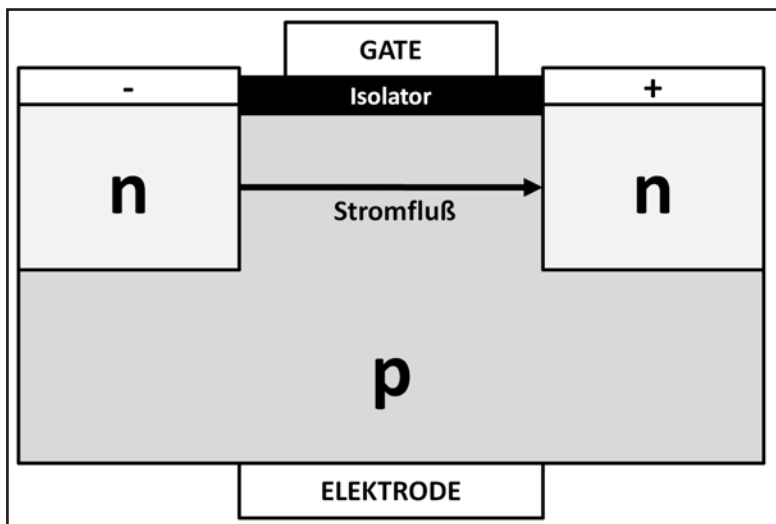 GATE
- Isolator +
n n
Stromfluß
p
ELEKTRODE